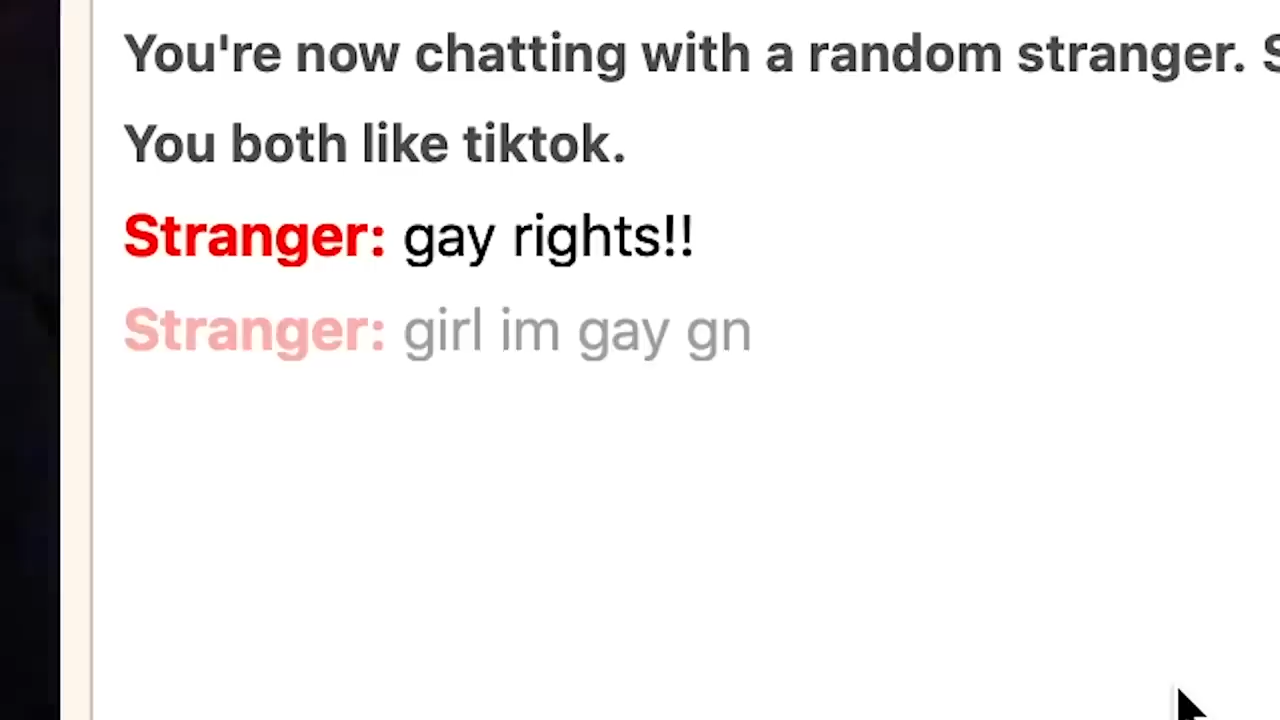 You're now chatting with a random stranger. S
You both like tiktok.
Stranger: gay rights!!
Stranger: girl im gay gn